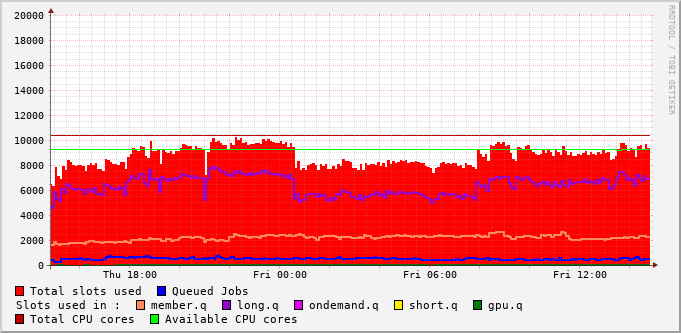 20000
18000
16000
14000
12000
10000
8000
6000
4000
2000
0
Thu 18:00 Fri 00:00 Fri 06:00 Fri 12:00
Total slots used Queued Jobs
Slots used in : member.q long.q ondemand.q short.q gpu.q
Total CPU cores Available CPU cores
RRDTOOL / TOBI OETIKER